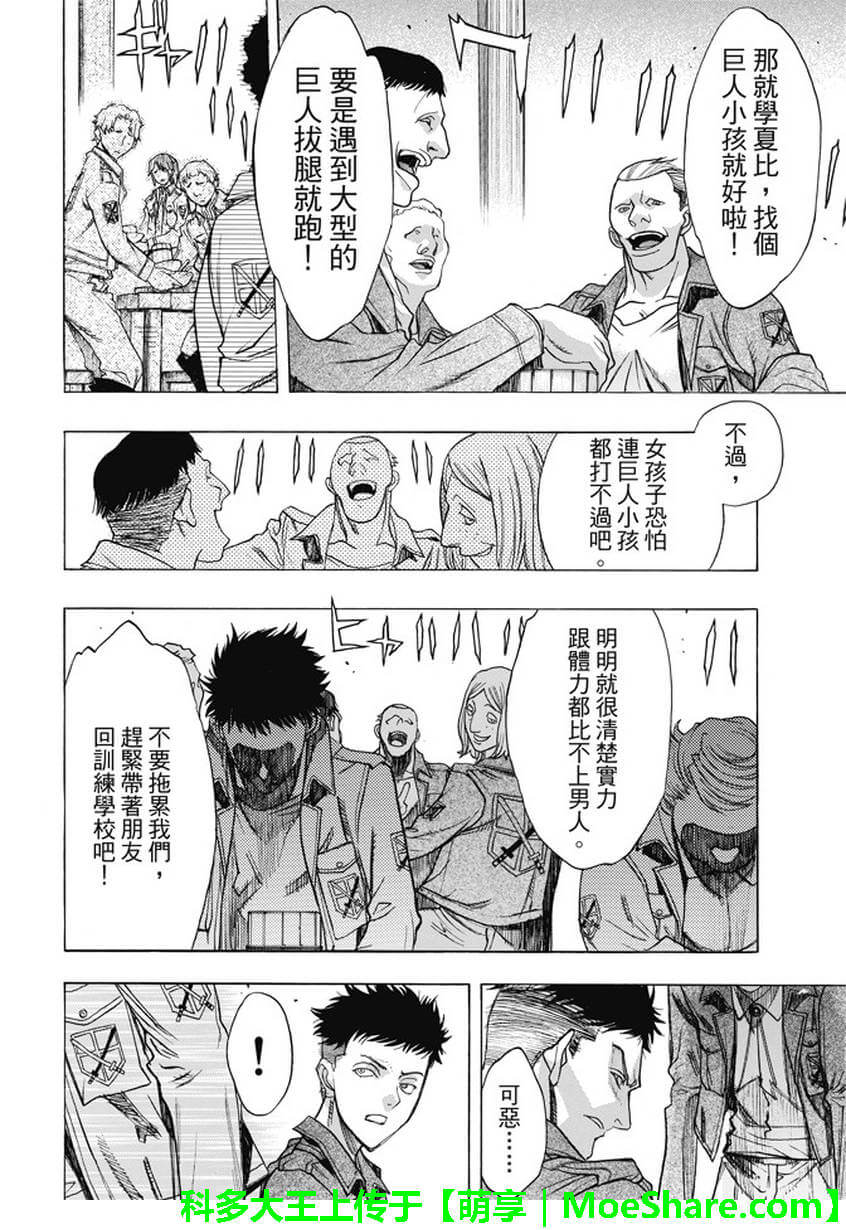 那就學夏比，找個
巨人小孩就好啦！
要是遇到大型的
巨人拔腿就跑！
不過，
女孩子恐怕
連巨人小孩
都打不過吧。
明明就很清楚實力
跟體力都比不上男人。
不要拖累我們，
趕緊帶著朋友
回訓練學校吧！
可惡……
！
科多大王上传于【萌享｜MoeShare.com】